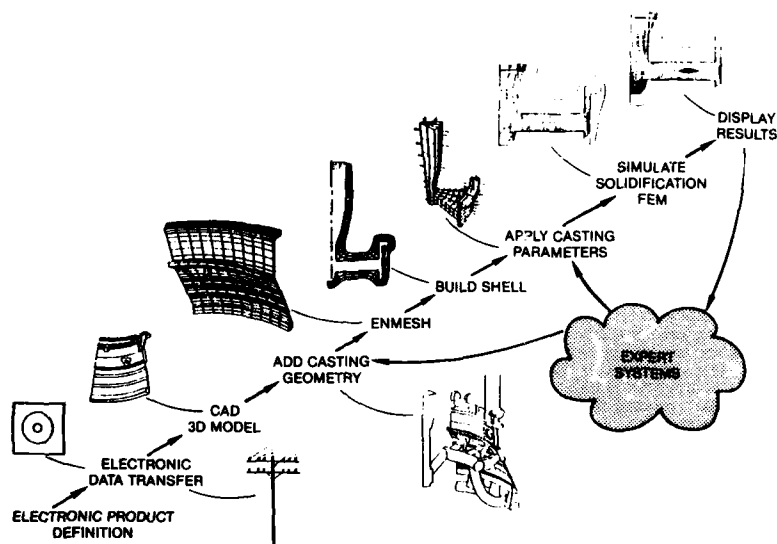 DISPLAY
RESULTS
SIMULATE
SOLIDIFICATION
FEM
APPLY CASTING
PARAMETERS
BUILD SHELL
ENMESH
ADD CASTING
GEOMETRY
EXPERT
SYSTEMS
CAD
3D MODEL
ELECTRONIC
DATA TRANSFER
ELECTRONIC PRODUCT
DEFINITION